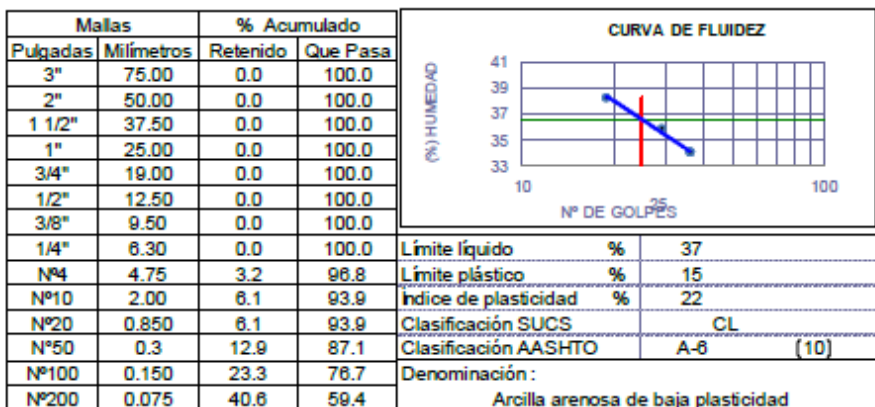 Mallas % Acumulado
Pulgadas Milímetros Retenido Que Pasa
3" 75.00 0.0 100.0
2" 50.00 0.0 100.0
1 1/2" 37.50 0.0 100.0
1" 25.00 0.0 100.0
3/4" 19.00 0.0 100.0
1/2" 12.50 0.0 100.0
3/8" 9.50 0.0 100.0
1/4" 6.30 0.0 100.0
Nº4 4.75 3.2 96.8
Nº10 2.00 6.1 93.9
Nº20 0.850 6.1 93.9
N°50 0.3 12.9 87.1
Nº100 0.150 23.3 76.7
Nº200 0.075 40.6 59.4
CURVA DE FLUIDEZ
(%) HUMEDAD
41
39
37
35
33
10 100
25
Nº DE GOLPES
Límite líquido % 37
Límite plástico % 15
Índice de plasticidad % 22
Clasificación SUCS CL
Clasificación AASHTO A-6 (10)
Denominación :
Arcilla arenosa de baja plasticidad